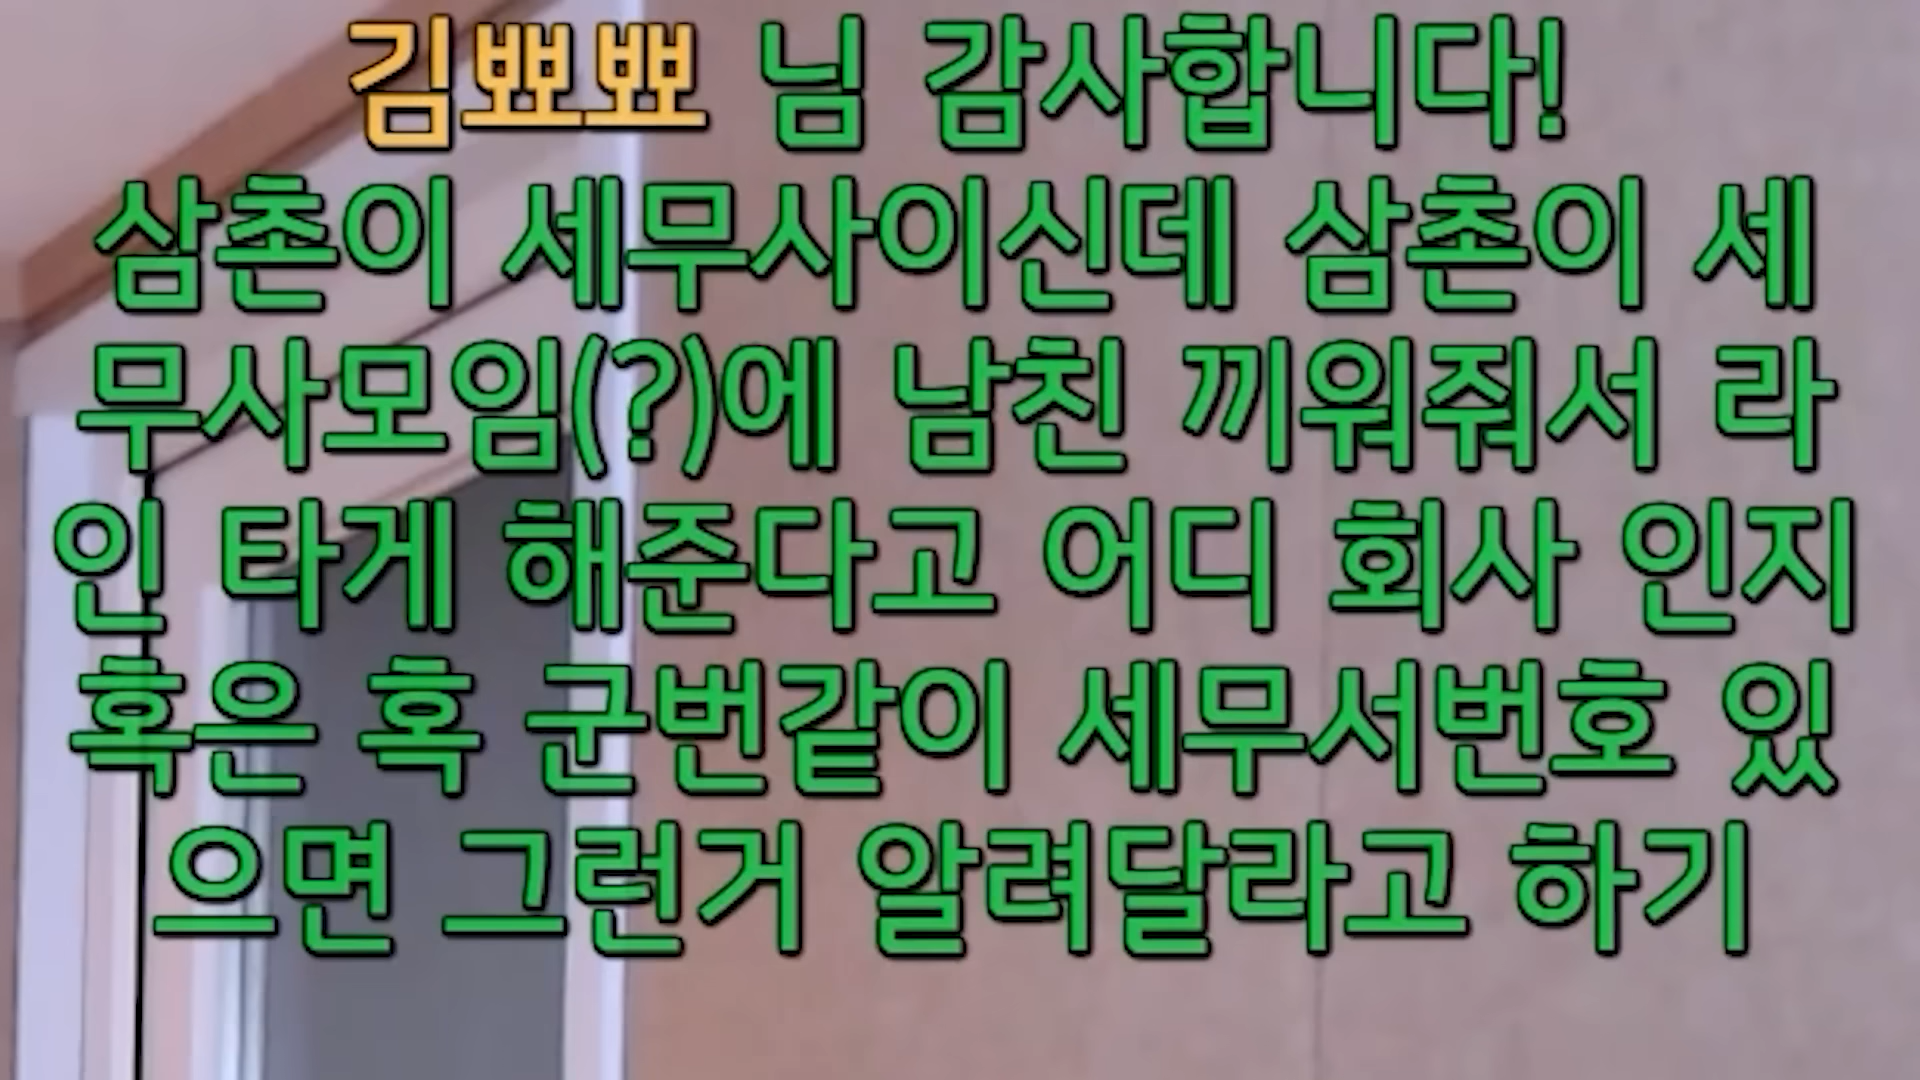 김뾰뾰 님 감사합니다!
삼촌이 세무사이신데 삼촌이 세
무사모임(?)에 남친 끼워줘서 라
인 타게 해준다고 어디 회사 인지
혹은 혹 군번같이 세무서번호 있
으면 그런거 알려달라고 하기